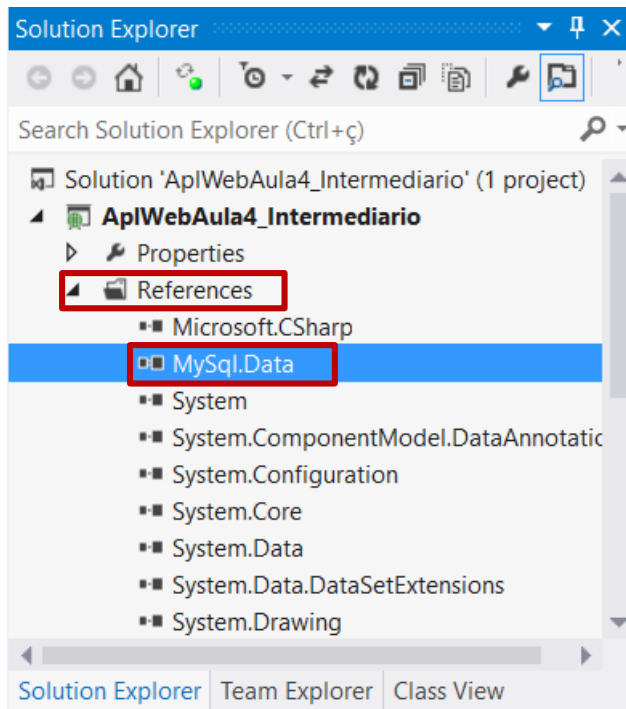 Solution Explorer
Search Solution Explorer (Ctrl+ç)
Solution 'AplWebAula4_Intermediario' (1 project)
AplWebAula4_Intermediario
Properties
References
Microsoft.CSharp
MySql.Data
System
System.ComponentModel.DataAnnotatic
System.Configuration
System.Core
System.Data
System.Data.DataSetExtensions
System.Drawing
Solution Explorer Team Explorer Class View